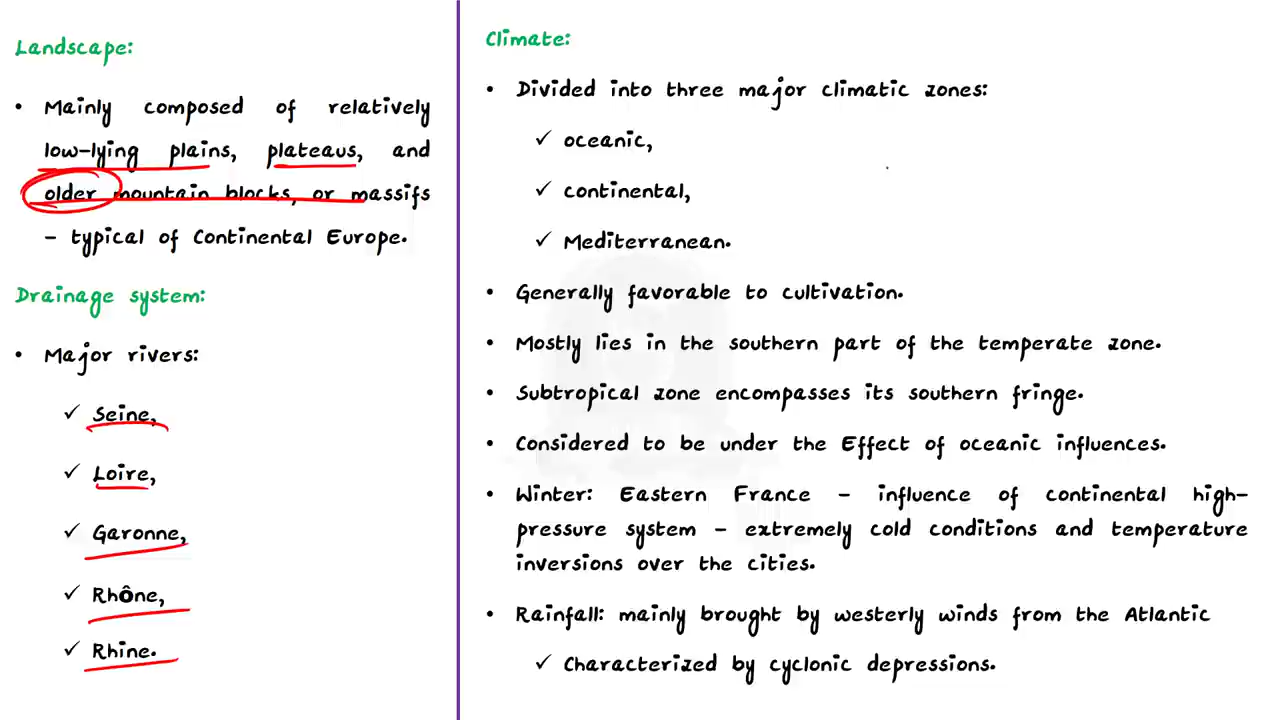 Landscape:
• Mainly composed of relatively
low-lying plains, plateaus, and
older mountain blocks, or massifs
- typical of Continental Europe.
Drainage system:
• Major rivers:
✓ Seine,
✓ Loire,
✓ Garonne,
✓ Rhône,
✓ Rhine.
Climate:
• Divided into three major climatic zones:
✓ oceanic,
✓ continental,
✓ Mediterranean.
• Generally favorable to cultivation.
• Mostly lies in the southern part of the temperate zone.
• Subtropical zone encompasses its southern fringe.
• Considered to be under the Effect of oceanic influences.
• Winter: Eastern France - influence of continental high-
pressure system - extremely cold conditions and temperature
inversions over the cities.
• Rainfall: mainly brought by westerly winds from the Atlantic
✓ Characterized by cyclonic depressions.